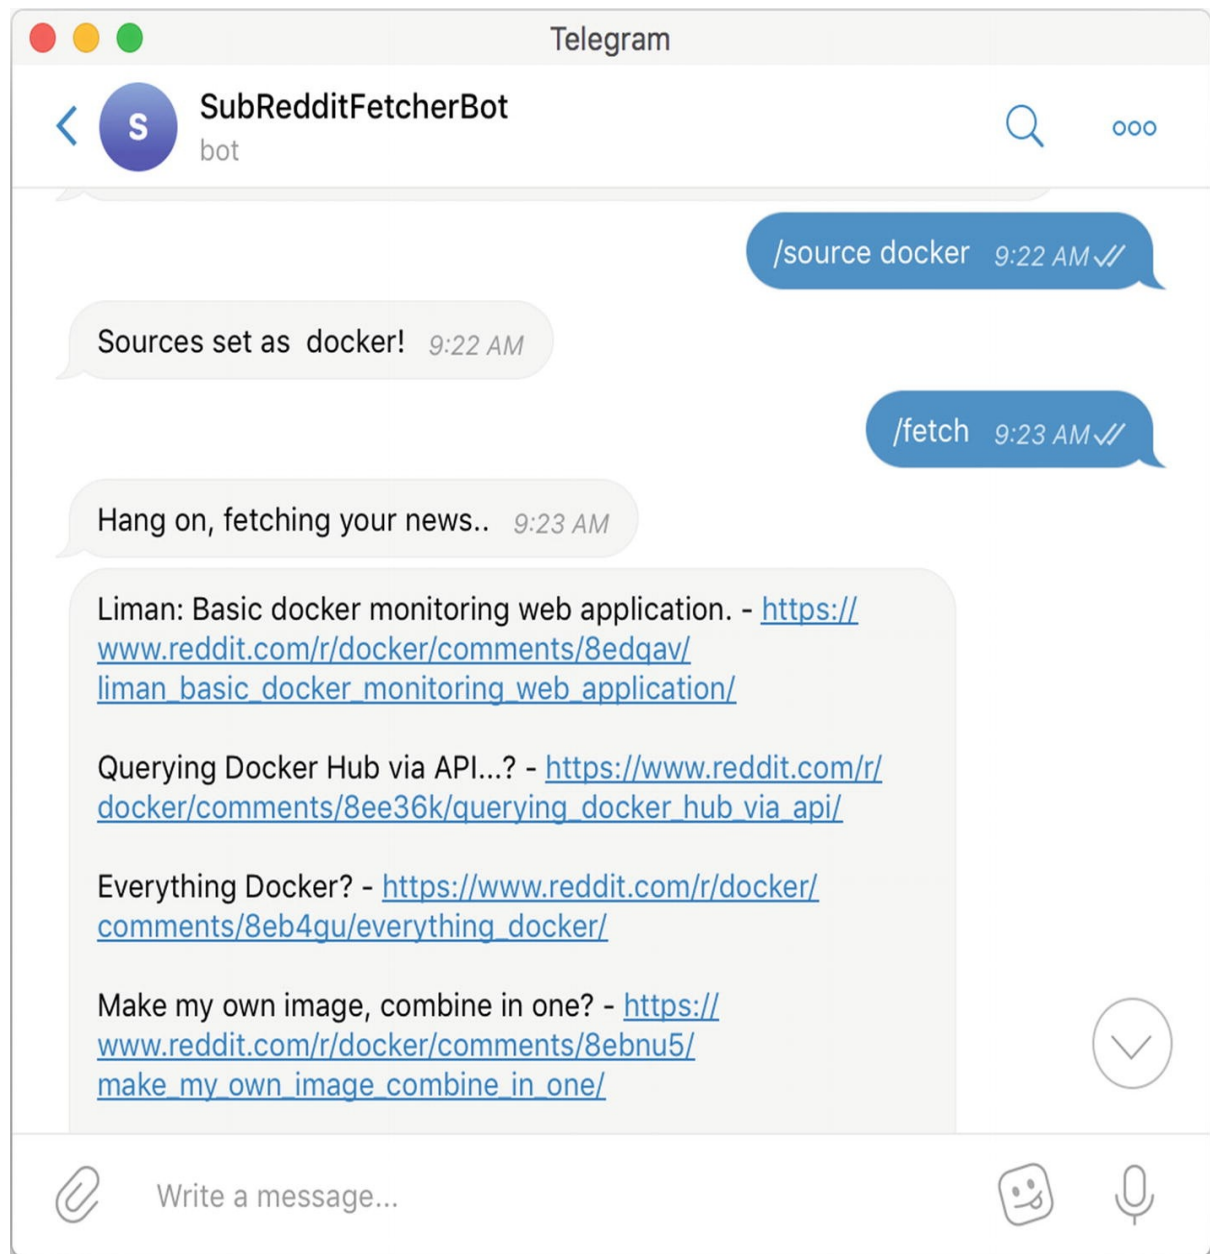 Telegram
S
SubRedditFetcherBot
bot
ooo
/source docker 9:22 AM
Sources set as  docker! 9:22 AM
/fetch 9:23 AM
Hang on, fetching your news.. 9:23 AM
Liman: Basic docker monitoring web application. - https://
www.reddit.com/r/docker/comments/8edqav/
liman_basic_docker_monitoring_web_application/
Querying Docker Hub via API...? - https://www.reddit.com/r/
docker/comments/8ee36k/querying_docker_hub_via_api/
Everything Docker? - https://www.reddit.com/r/docker/
comments/8eb4gu/everything_docker/
Make my own image, combine in one? - https://
www.reddit.com/r/docker/comments/8ebnu5/
make_my_own_image_combine_in_one/
Write a message...